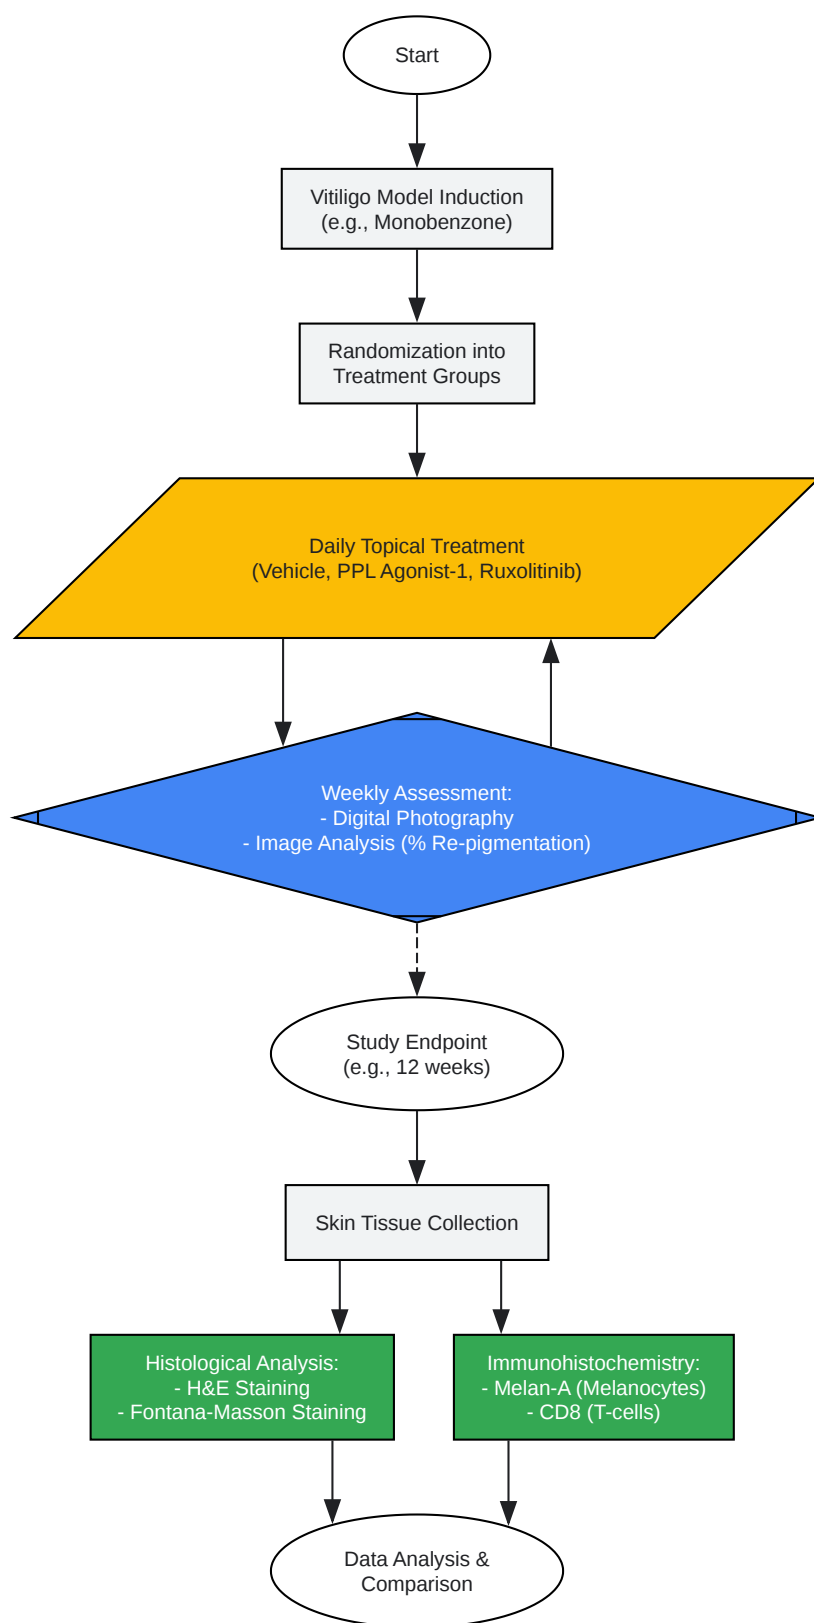 Start
Vitiligo Model Induction
(e.g., Monobenzone)
Randomization into
Treatment Groups
Daily Topical Treatment
(Vehicle, PPL Agonist-1, Ruxolitinib)
Weekly Assessment:
- Digital Photography
- Image Analysis (% Re-pigmentation)
Study Endpoint
(e.g., 12 weeks)
Skin Tissue Collection
Histological Analysis:
- H&E Staining
- Fontana-Masson Staining
Immunohistochemistry:
- Melan-A (Melanocytes)
- CD8 (T-cells)
Data Analysis &
Comparison